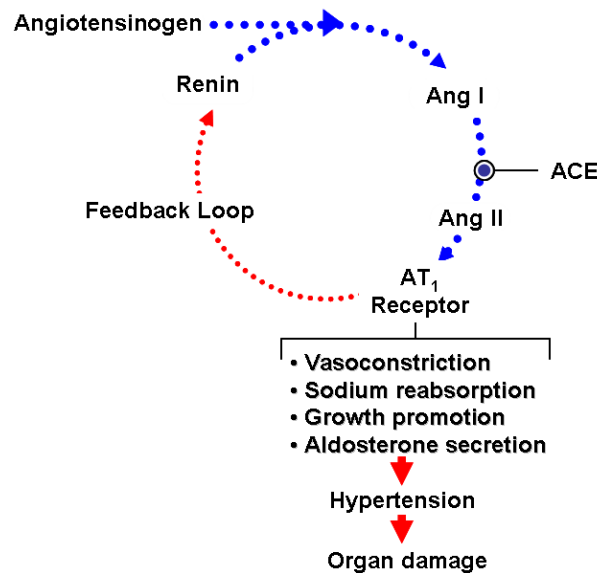 Angiotensinogen
Renin
Ang I
ACE
Feedback Loop
Ang II
AT₁
Receptor
• Vasoconstriction
• Sodium reabsorption
• Growth promotion
• Aldosterone secretion
Hypertension
Organ damage